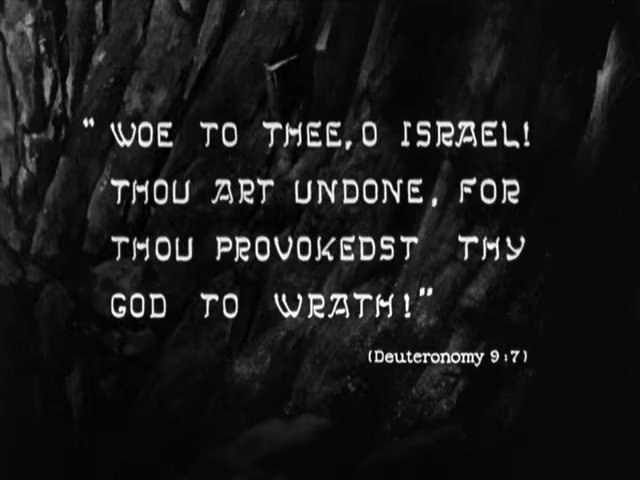 "WOE TO THEE, O ISRAEL!
THOU ART UNDONE, FOR
THOU PROVOKEDST THY
GOD TO WRATH!"
(Deuteronomy 9:7)